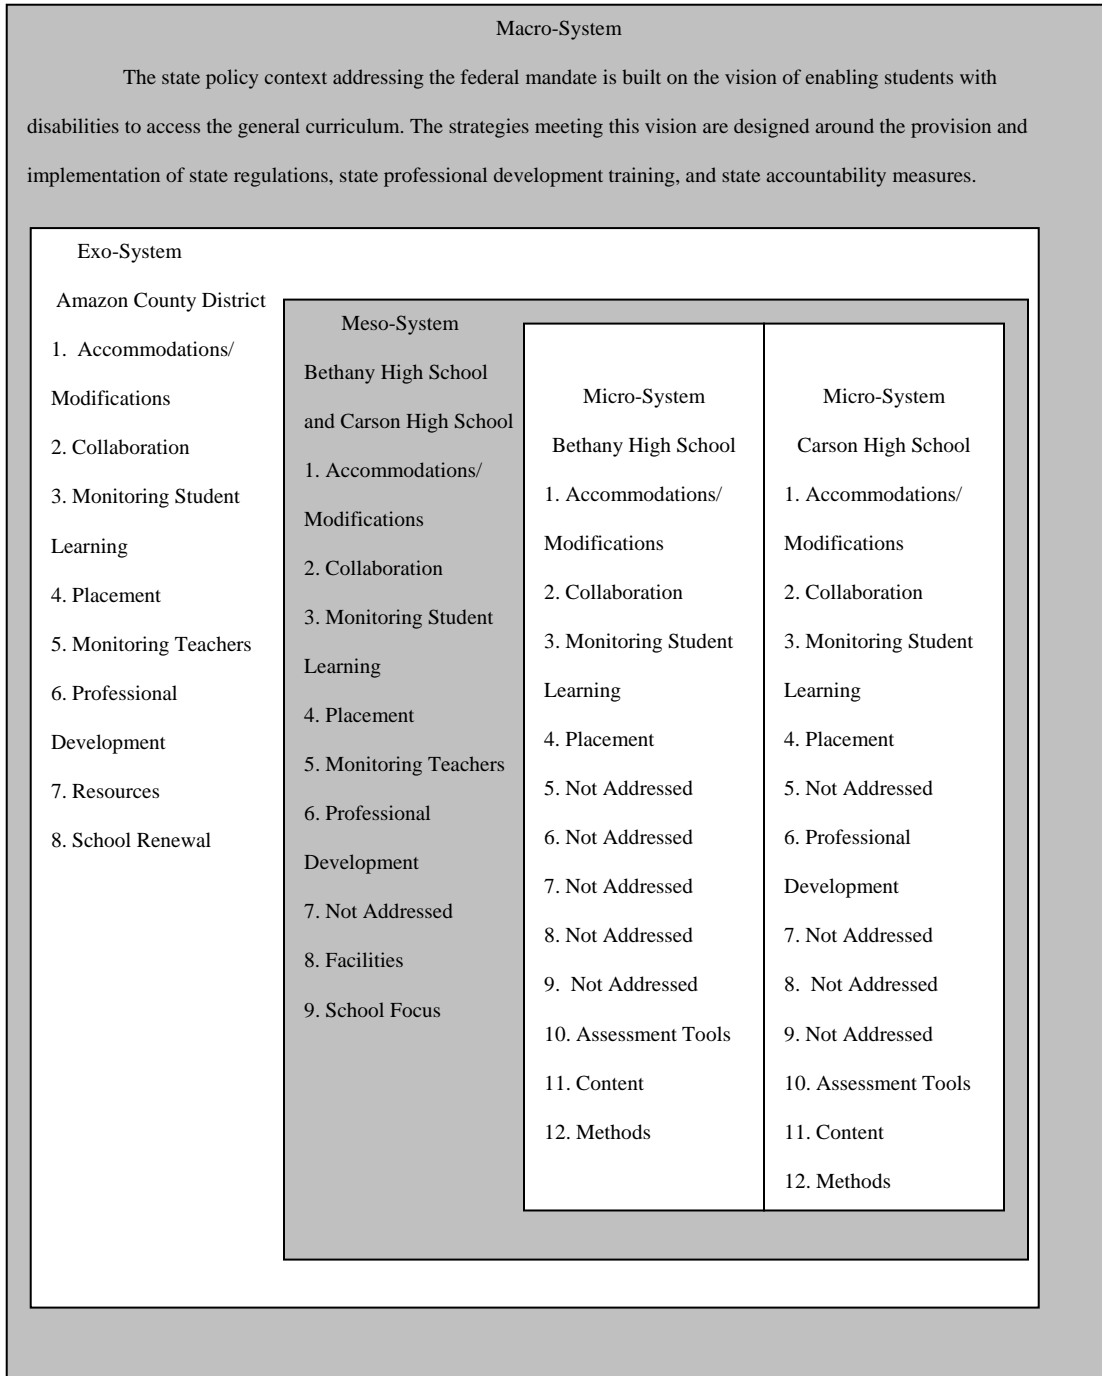 Macro-System
The state policy context addressing the federal mandate is built on the vision of enabling students with
disabilities to access the general curriculum. The strategies meeting this vision are designed around the provision and
implementation of state regulations, state professional development training, and state accountability measures.
Exo-System
Amazon County District
1. Accommodations/
Modifications
2. Collaboration
3. Monitoring Student
Learning
4. Placement
5. Monitoring Teachers
6. Professional
Development
7. Resources
8. School Renewal
Meso-System
Bethany High School
and Carson High School
1. Accommodations/
Modifications
2. Collaboration
3. Monitoring Student
Learning
4. Placement
5. Monitoring Teachers
6. Professional
Development
7. Not Addressed
8. Facilities
9. School Focus
Micro-System
Bethany High School
1. Accommodations/
Modifications
2. Collaboration
3. Monitoring Student
Learning
4. Placement
5. Not Addressed
6. Not Addressed
7. Not Addressed
8. Not Addressed
9. Not Addressed
10. Assessment Tools
11. Content
12. Methods
Micro-System
Carson High School
1. Accommodations/
Modifications
2. Collaboration
3. Monitoring Student
Learning
4. Placement
5. Not Addressed
6. Professional
Development
7. Not Addressed
8. Not Addressed
9. Not Addressed
10. Assessment Tools
11. Content
12. Methods